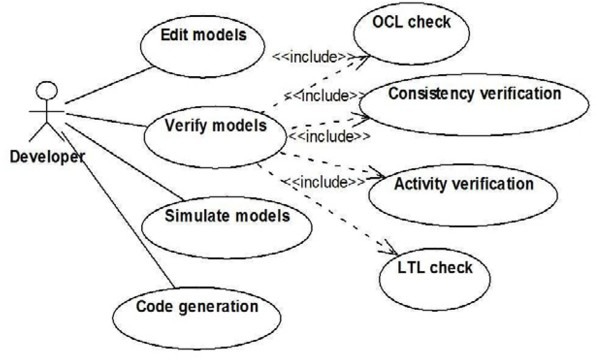 OCL check
Edit models
<<include>>
<<include>>
Consistency verification
Verify models
<<include>>
Developer
<<include>>
Activity verification
Simulate models
LTL check
Code generation